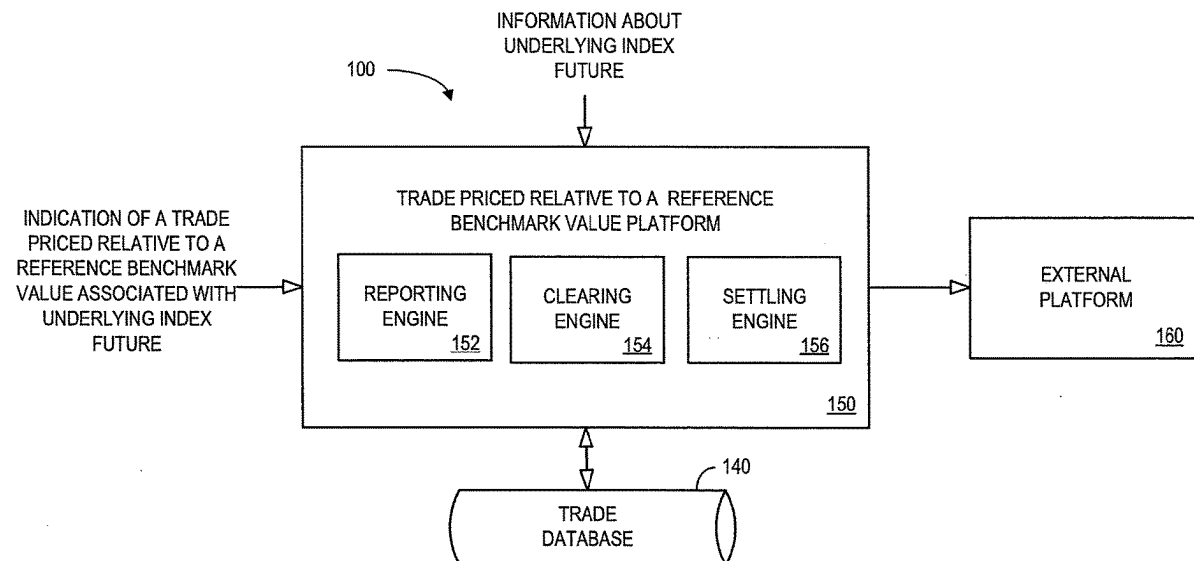 INFORMATION ABOUT
UNDERLYING INDEX
FUTURE
100
TRADE PRICED RELATIVE TO A REFERENCE
BENCHMARK VALUE PLATFORM
INDICATION OF A TRADE
PRICED RELATIVE TO A
REFERENCE BENCHMARK
VALUE ASSOCIATED WITH
UNDERLYING INDEX
FUTURE
REPORTING
ENGINE
152
CLEARING
ENGINE
154
SETTLING
ENGINE
156
150
EXTERNAL
PLATFORM
160
140
TRADE
DATABASE